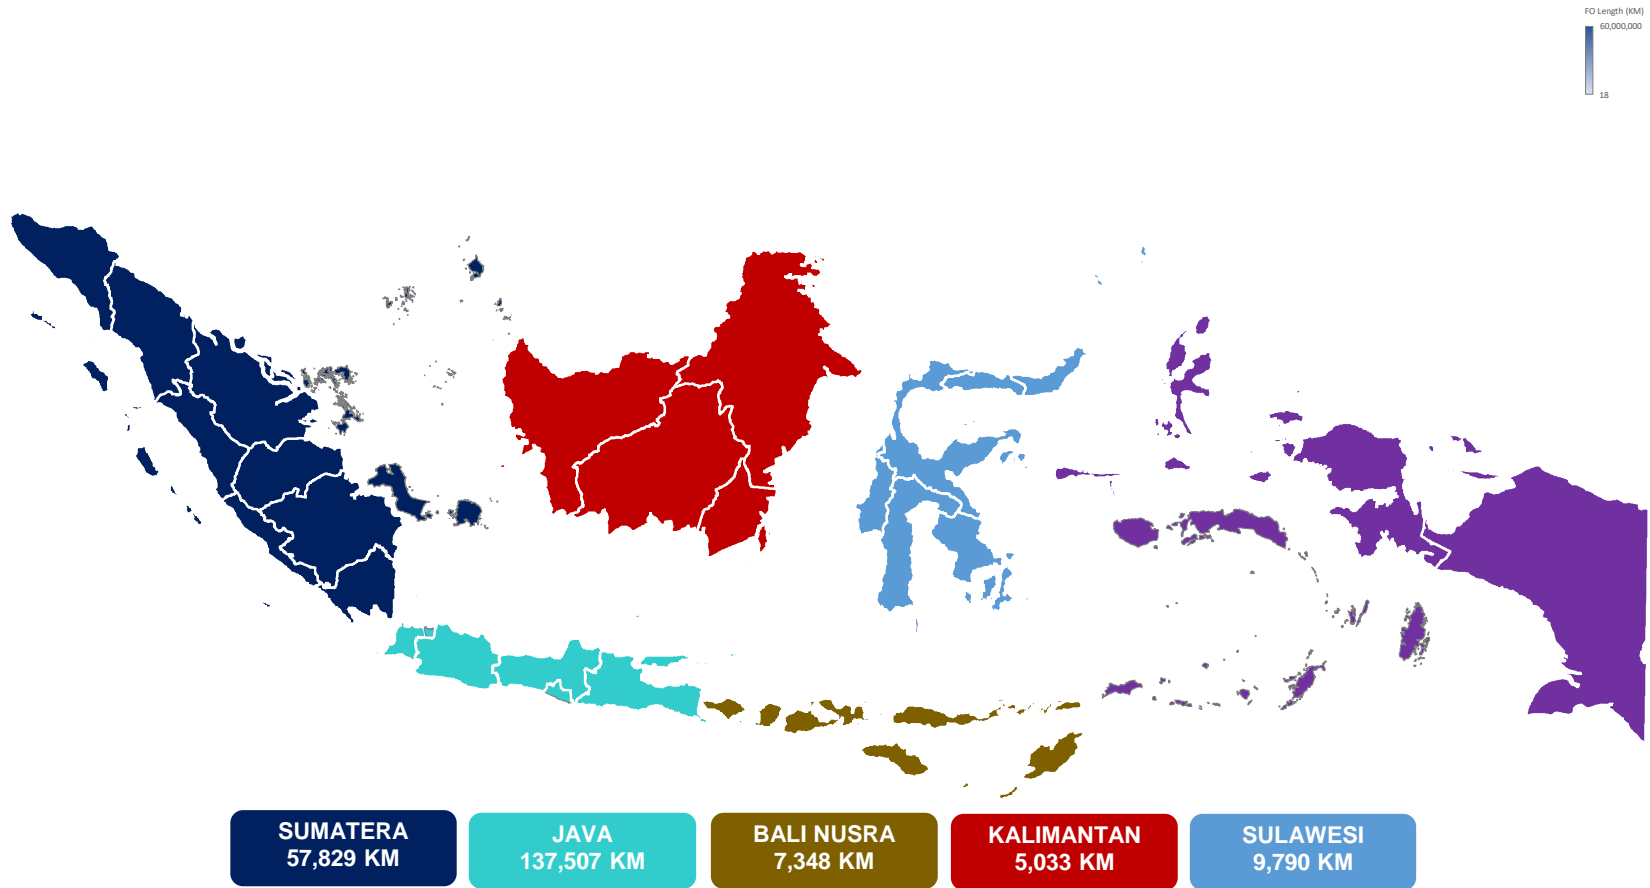 FO Length (KM)
60,000,000
18
SUMATERA
57,829 KM
JAVA
137,507 KM
BALI NUSRA
7,348 KM
KALIMANTAN
5,033 KM
SULAWESI
9,790 KM